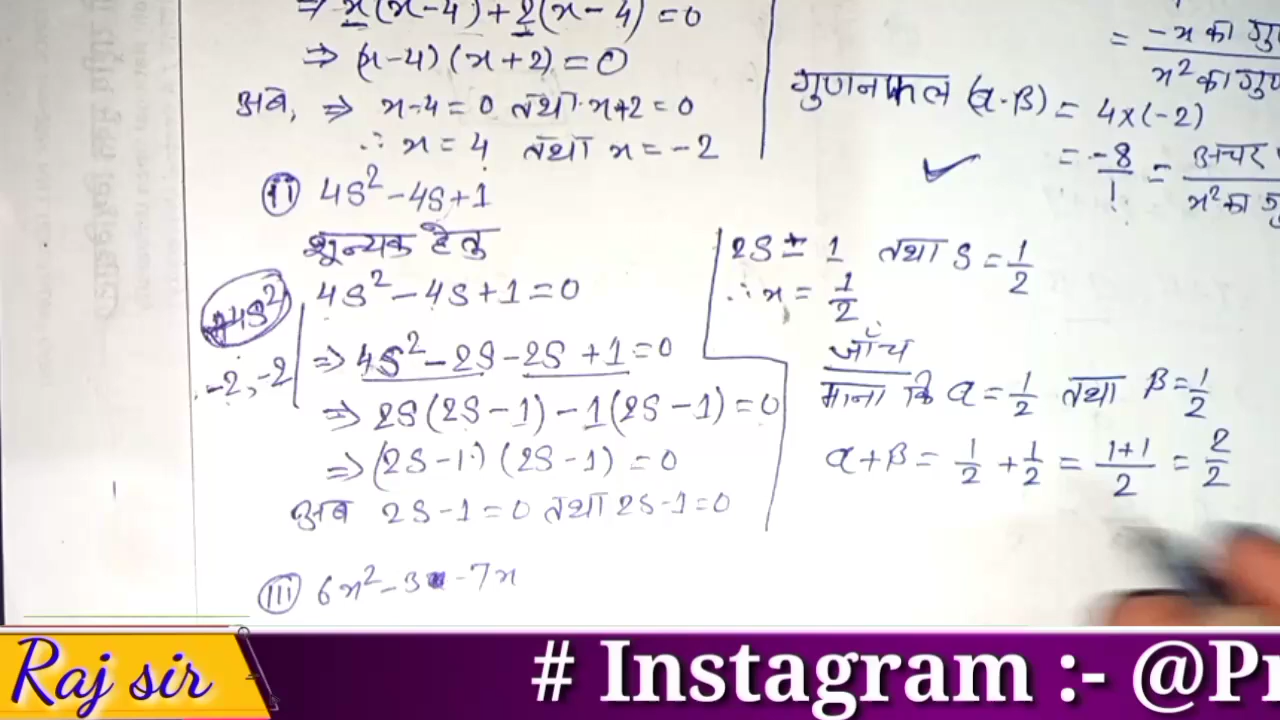 ⇒ x(x-4)+2(x-4)=0
⇒ (x-4)(x+2)=0
अब, ⇒ x-4=0 तथा x+2=0
∴ x=4 तथा x=-2
(ii) 4S²-4S+1
शून्यक हेतु
4S²-4S+1=0
4S²
-2,-2
⇒ 4S²-2S-2S+1=0
⇒ 2S(2S-1)-1(2S-1)=0
⇒ (2S-1)(2S-1)=0
अब 2S-1=0 तथा 2S-1=0
(iii) 6x²-3-7x
= -x का / x² का
गुणनफल (α·β) = 4×(-2)
= -8/1 = अचर / x² का
2S = 1 तथा S=1/2
∴ x = 1/2
जाँच
माना कि α=1/2 तथा β=1/2
α+β = 1/2+1/2 = 1+1/2 = 2/2
Raj sir
# Instagram :- @Pr